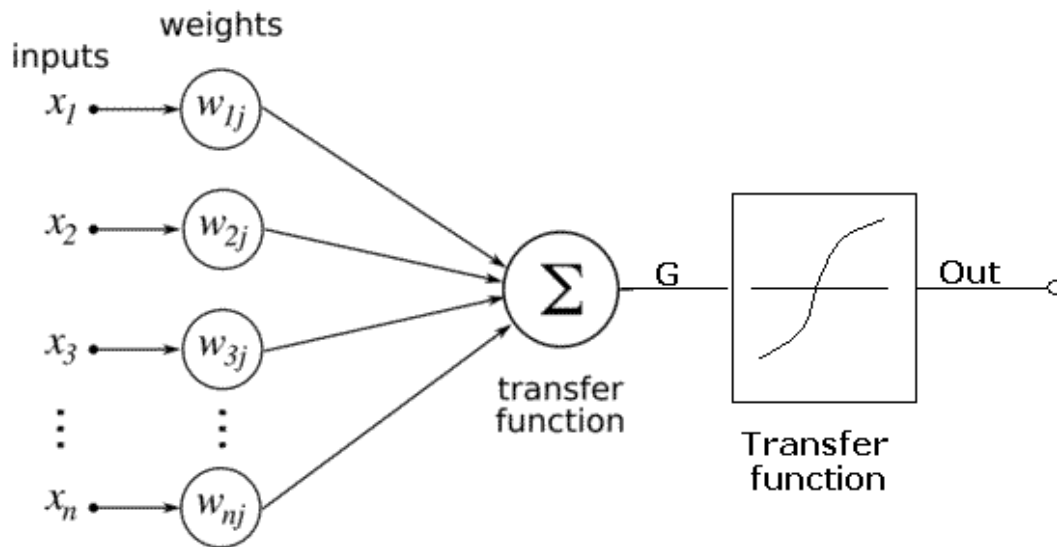 weights
inputs
x1
w1j
x2
w2j
x3
w3j
xn
wnj
Σ
transfer
function
G
Out
Transfer
function